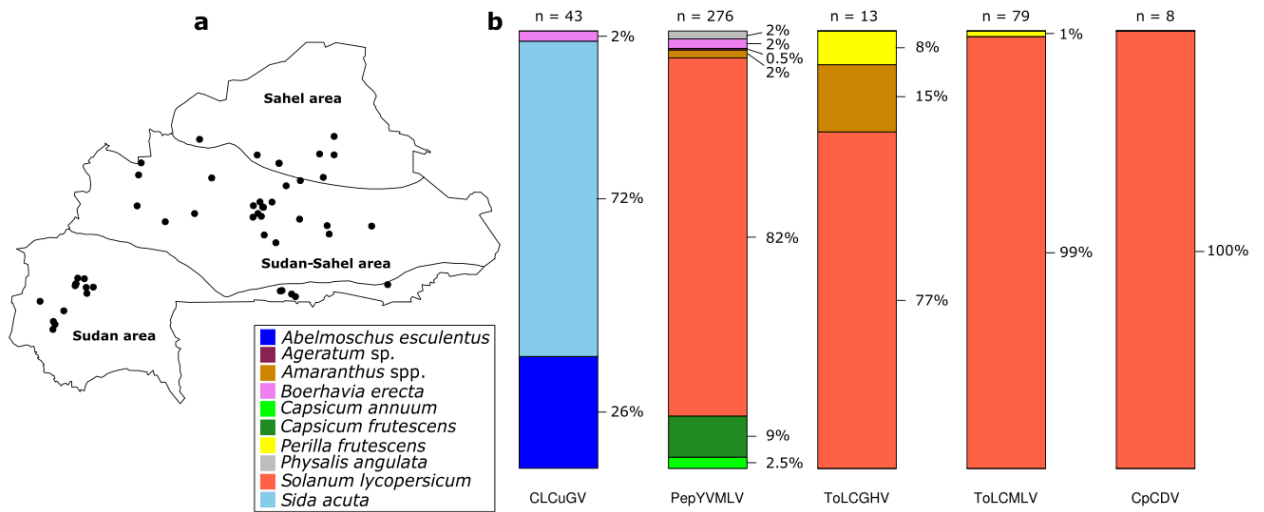 a
Sahel area
Sudan-Sahel area
Sudan area
Abelmoschus esculentus
Ageratum sp.
Amaranthus spp.
Boerhavia erecta
Capsicum annuum
Capsicum frutescens
Perilla frutescens
Physalis angulata
Solanum lycopersicum
Sida acuta
b
n = 43
2%
72%
26%
CLCuGV
n = 276
2%
2%
0.5%
2%
82%
9%
2.5%
PepYVMLV
n = 13
8%
15%
77%
ToLCGHV
n = 79
1%
99%
ToLCMLV
n = 8
100%
CpCDV